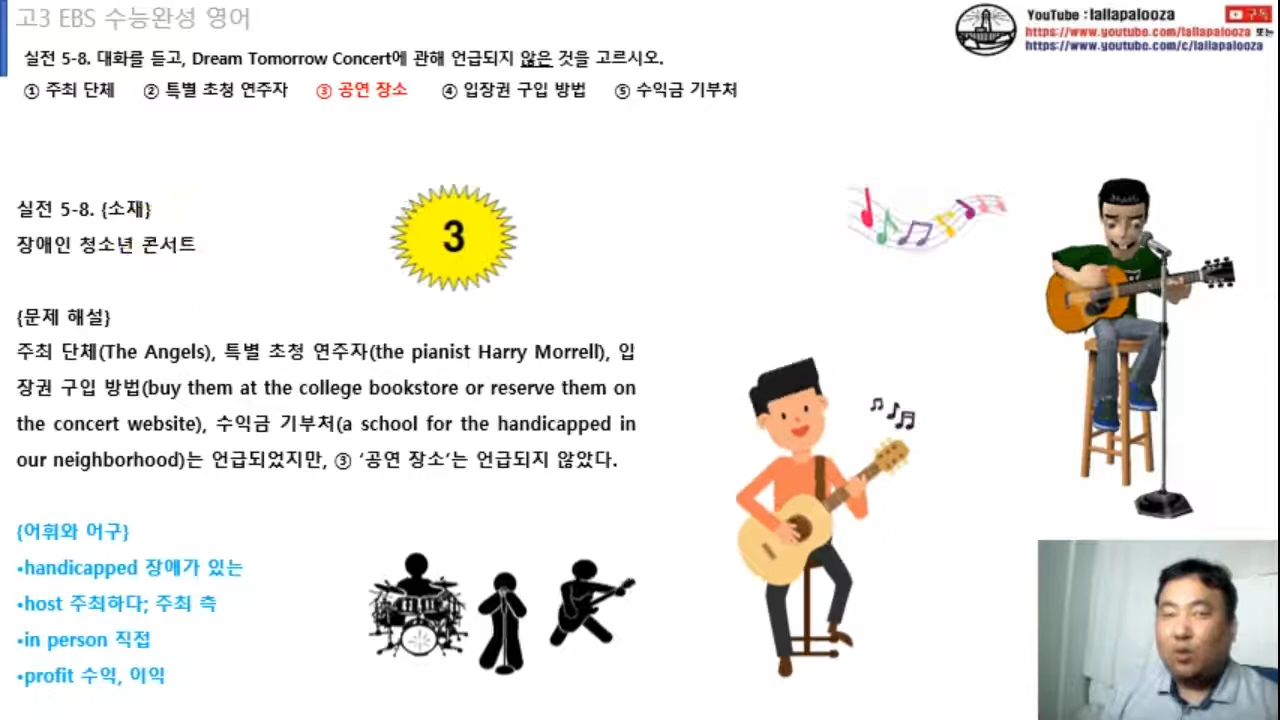 고3 EBS 수능완성 영어
YouTube : lallapalooza
구독
https://www.youtube.com/lallapalooza 또는
https://www.youtube.com/c/lallapalooza
실전 5-8. 대화를 듣고, Dream Tomorrow Concert에 관해 언급되지 않은 것을 고르시오.
① 주최 단체 ② 특별 초청 연주자 ③ 공연 장소 ④ 입장권 구입 방법 ⑤ 수익금 기부처
실전 5-8. {소재}
장애인 청소년 콘서트
3
{문제 해설}
주최 단체(The Angels), 특별 초청 연주자(the pianist Harry Morrell), 입
장권 구입 방법(buy them at the college bookstore or reserve them on
the concert website), 수익금 기부처(a school for the handicapped in
our neighborhood)는 언급되었지만, ③ ‘공연 장소’는 언급되지 않았다.
{어휘와 어구}
•handicapped 장애가 있는
•host 주최하다; 주최 측
•in person 직접
•profit 수익, 이익